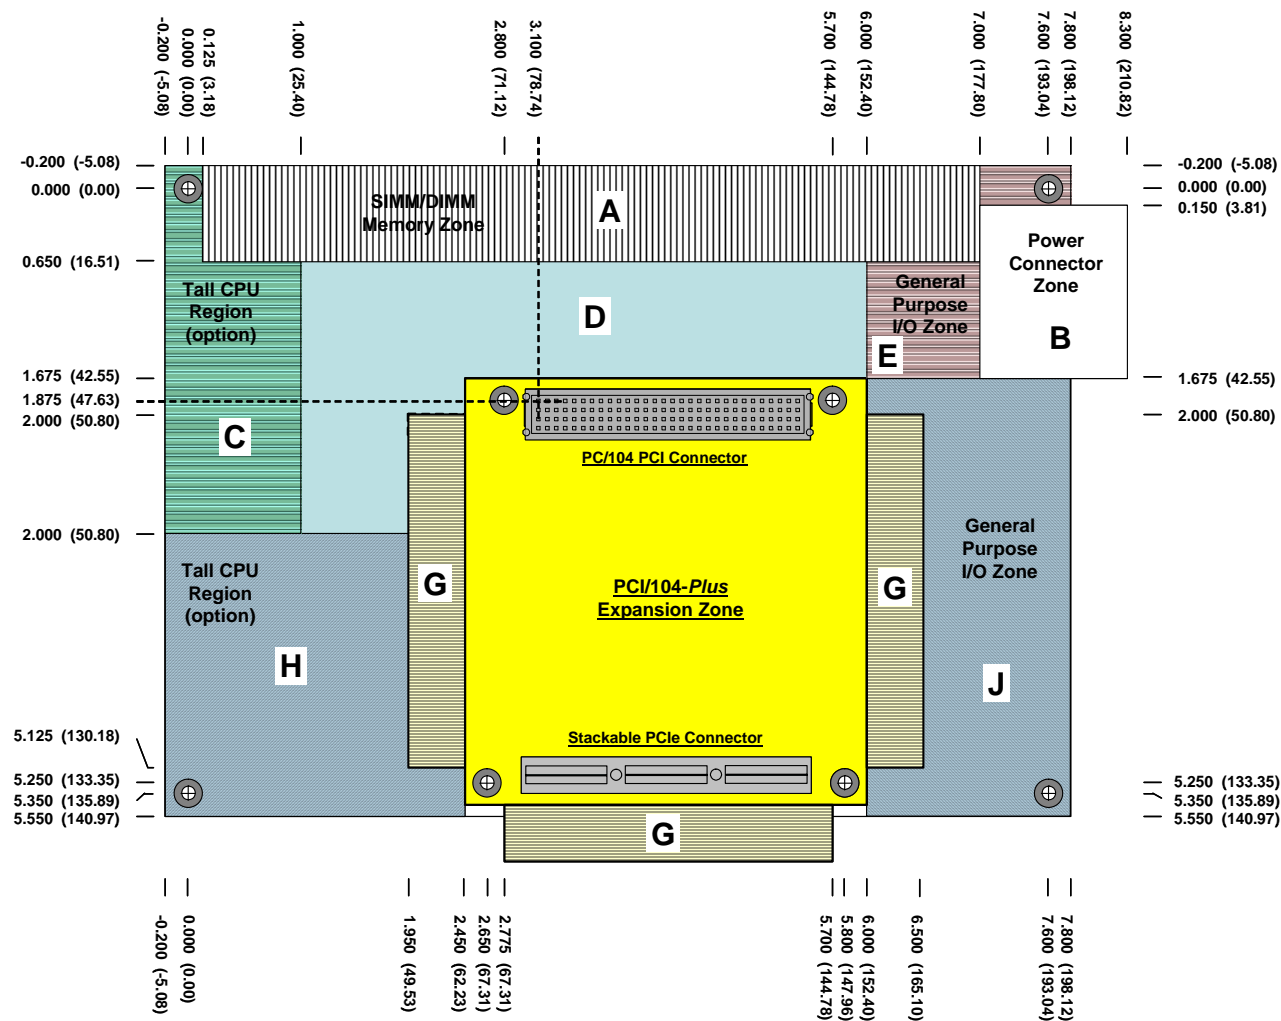 -0.200 (-5.08)
0.000 (0.00)
0.125 (3.18)
1.000 (25.40)
2.800 (71.12)
3.100 (78.74)
5.700 (144.78)
6.000 (152.40)
7.000 (177.80)
7.600 (193.04)
7.800 (198.12)
8.300 (210.82)
-0.200 (-5.08)
0.000 (0.00)
0.650 (16.51)
1.675 (42.55)
1.875 (47.63)
2.000 (50.80)
2.000 (50.80)
5.125 (130.18)
5.250 (133.35)
5.350 (135.89)
5.550 (140.97)
SIMM/DIMM
Memory Zone
A
Tall CPU
Region
(option)
C
D
General
Purpose
I/O Zone
E
Power
Connector
Zone
B
PC/104 PCI Connector
G
PCI/104-Plus
Expansion Zone
G
General
Purpose
I/O Zone
J
Tall CPU
Region
(option)
H
Stackable PCIe Connector
G
-0.200 (-5.08)
0.000 (0.00)
0.150 (3.81)
1.675 (42.55)
2.000 (50.80)
5.250 (133.35)
5.350 (135.89)
5.550 (140.97)
-0.200 (-5.08)
0.000 (0.00)
1.950 (49.53)
2.450 (62.23)
2.650 (67.31)
2.775 (67.31)
5.700 (144.78)
5.800 (147.96)
6.000 (152.40)
6.500 (165.10)
7.600 (193.04)
7.800 (198.12)